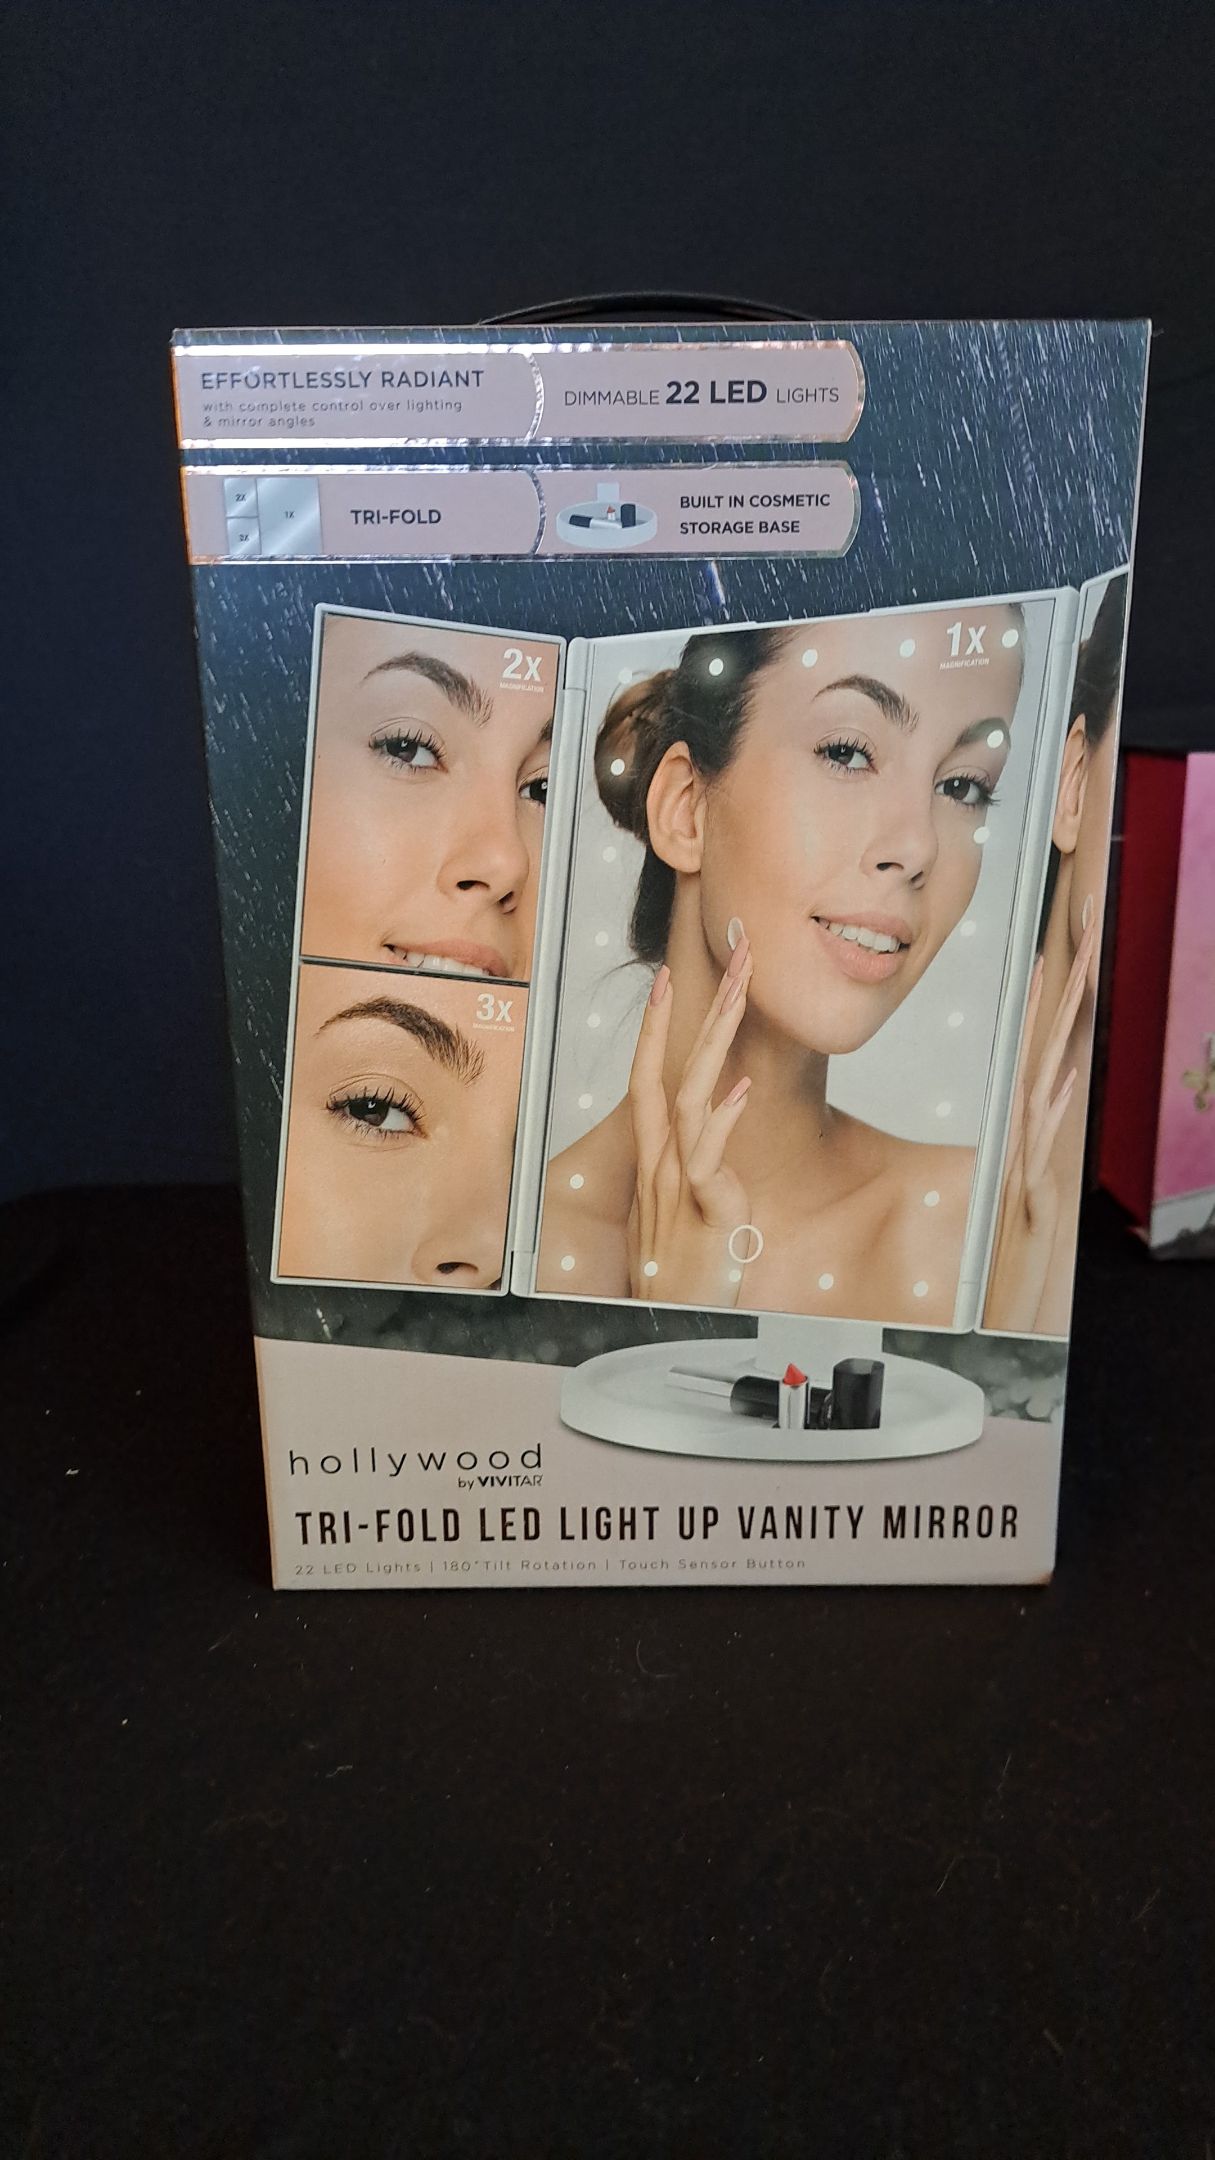 EFFORTLESSLY RADIANT
with complete control over lighting
& mirror angles
DIMMABLE 22 LED LIGHTS
2X
1X
3X
TRI-FOLD
BUILT IN COSMETIC
STORAGE BASE
2x
MAGNIFICATION
1x
MAGNIFICATION
3x
MAGNIFICATION
hollywood
by VIVITAR
TRI-FOLD LED LIGHT UP VANITY MIRROR
22 LED Lights | 180° Tilt Rotation | Touch Sensor Button